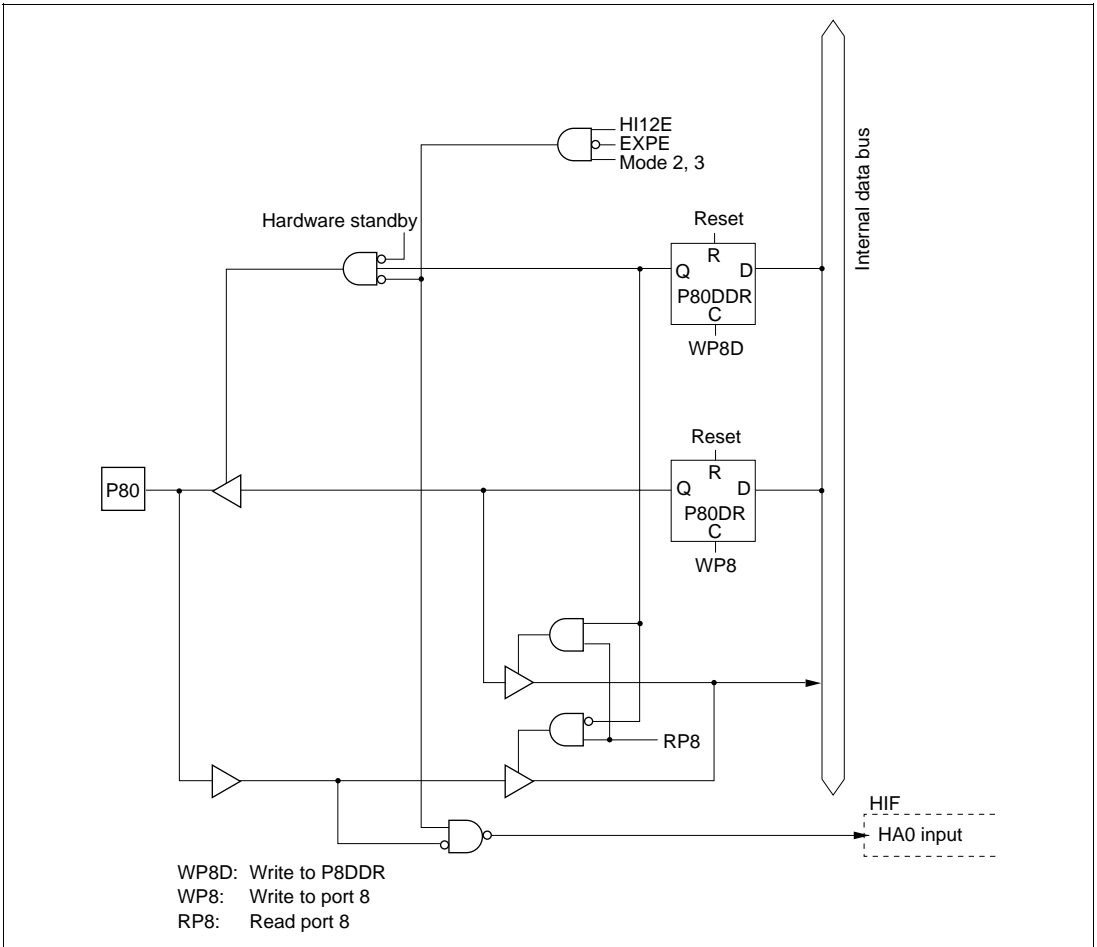 HI12E
EXPE
Mode 2, 3
Internal data bus
Hardware standby
Reset
R
Q D
P80DDR
C
WP8D
Reset
R
P80
Q D
P80DR
C
WP8
RP8
HIF
HA0 input
WP8D: Write to P8DDR
WP8: Write to port 8
RP8: Read port 8